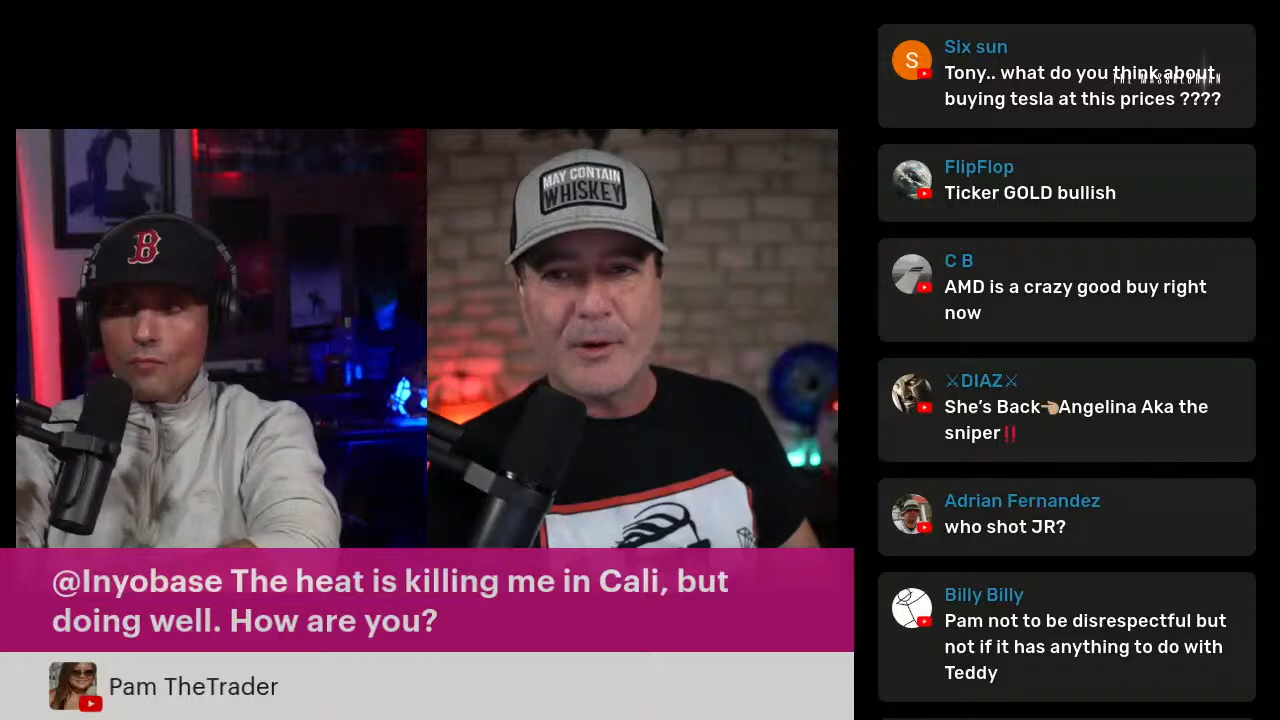 MAY CONTAIN
WHISKEY
B
@Inyobase The heat is killing me in Cali, but
doing well. How are you?
Pam TheTrader
S
Six sun
Tony.. what do you think about
buying tesla at this prices ????
FlipFlop
Ticker GOLD bullish
C B
AMD is a crazy good buy right
now
⚔DIAZ⚔
She’s Back👈🏼Angelina Aka the
sniper‼️
Adrian Fernandez
who shot JR?
Billy Billy
Pam not to be disrespectful but
not if it has anything to do with
Teddy